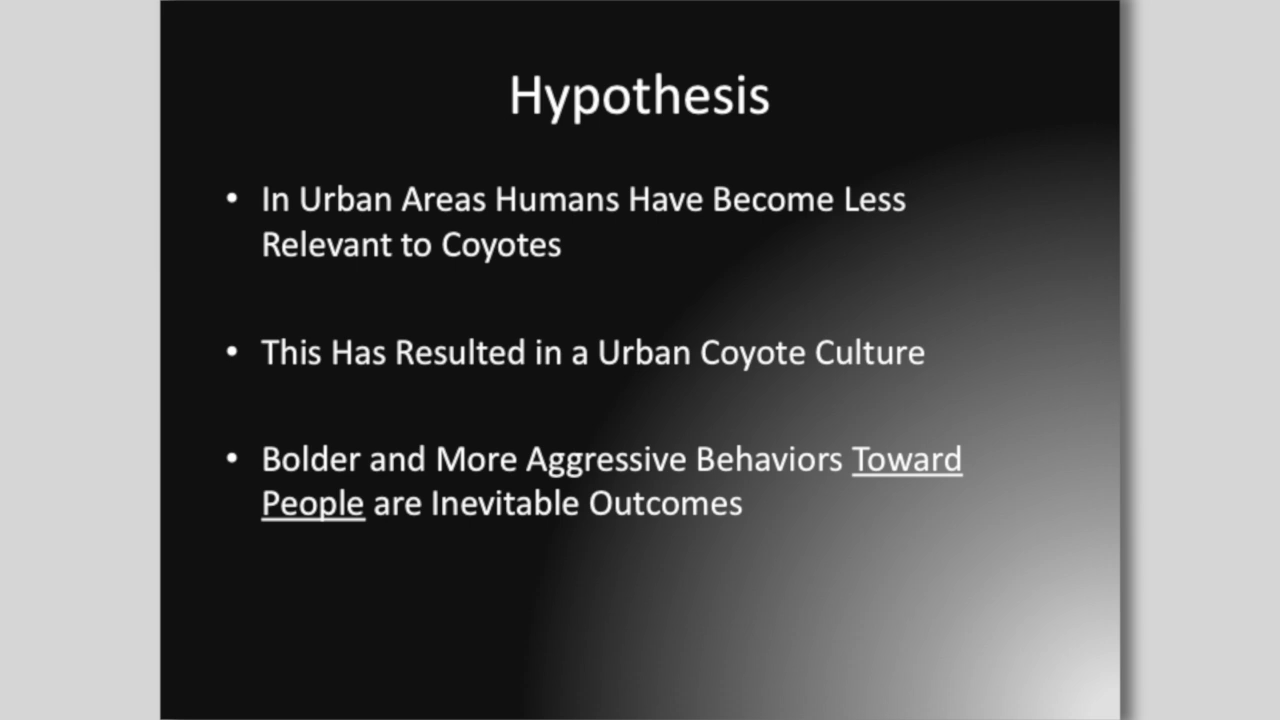 Hypothesis
• In Urban Areas Humans Have Become Less
Relevant to Coyotes
• This Has Resulted in a Urban Coyote Culture
• Bolder and More Aggressive Behaviors Toward
People are Inevitable Outcomes